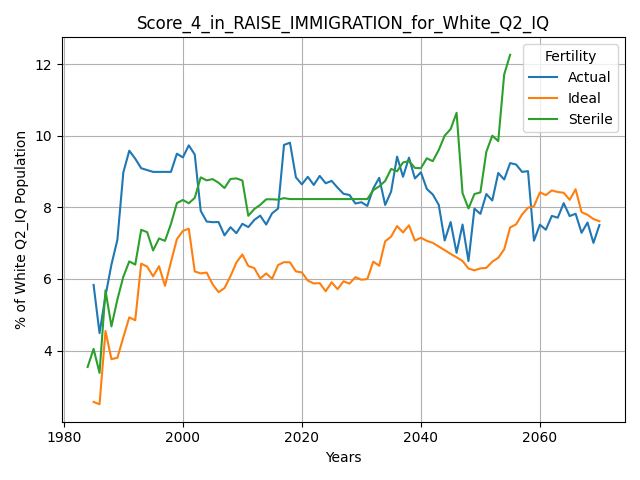 Score_4_in_RAISE_IMMIGRATION_for_White_Q2_IQ
Fertility
Actual
Ideal
Sterile
% of White Q2_IQ Population
12
10
8
6
4
1980
2000
2020
2040
2060
Years